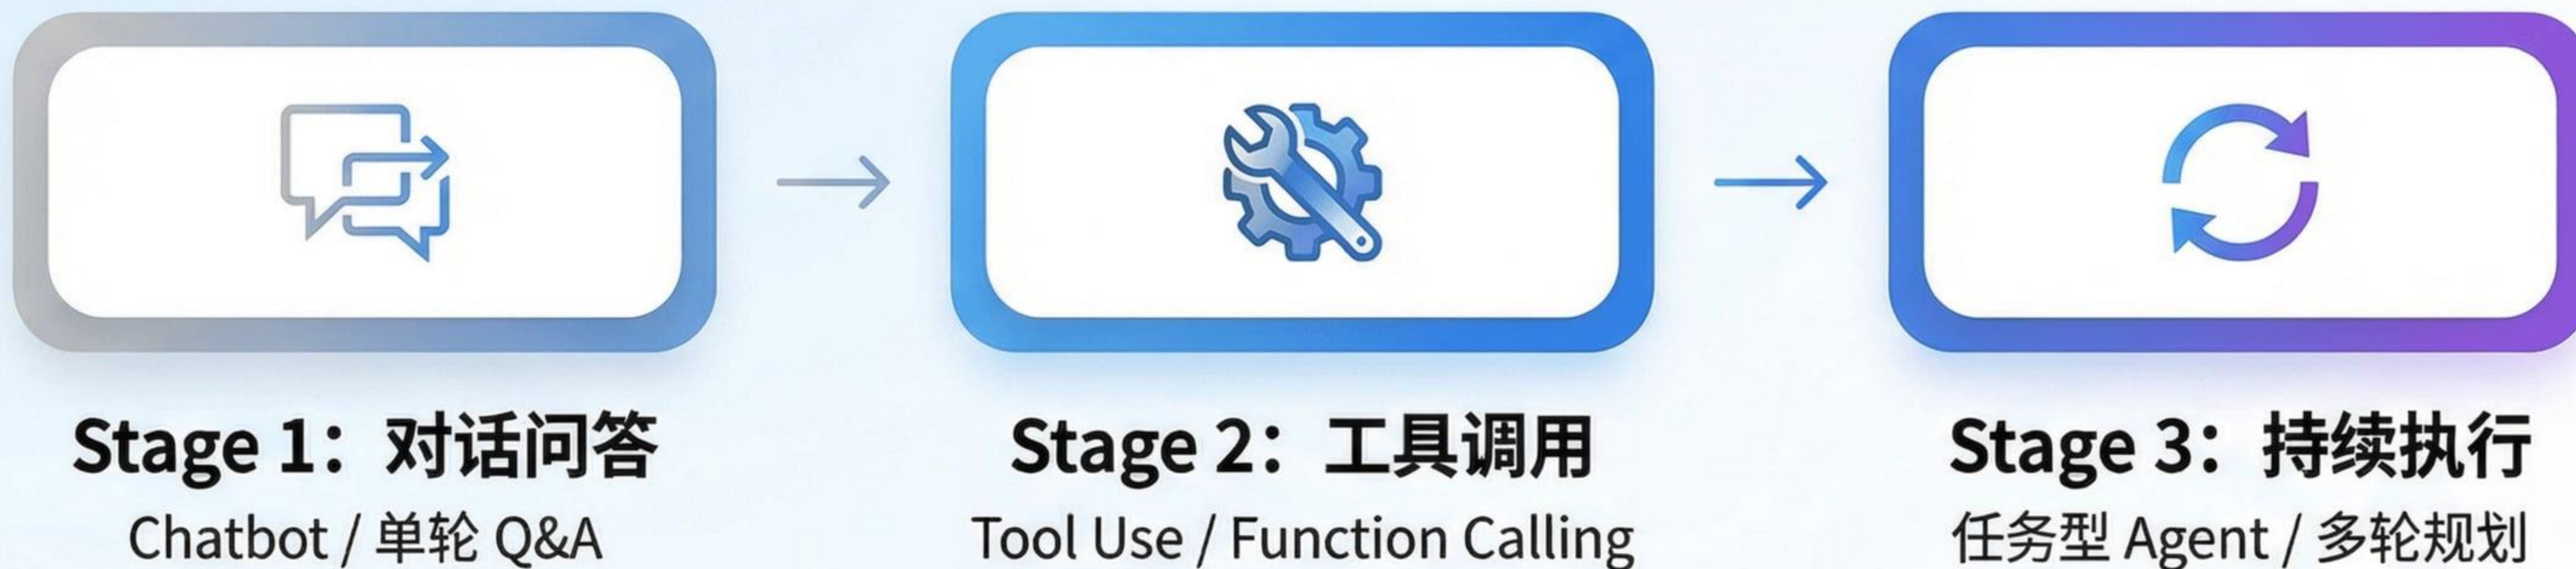 Stage 1：对话问答
Chatbot / 单轮 Q&A
Stage 2：工具调用
Tool Use / Function Calling
Stage 3：持续执行
任务型 Agent / 多轮规划